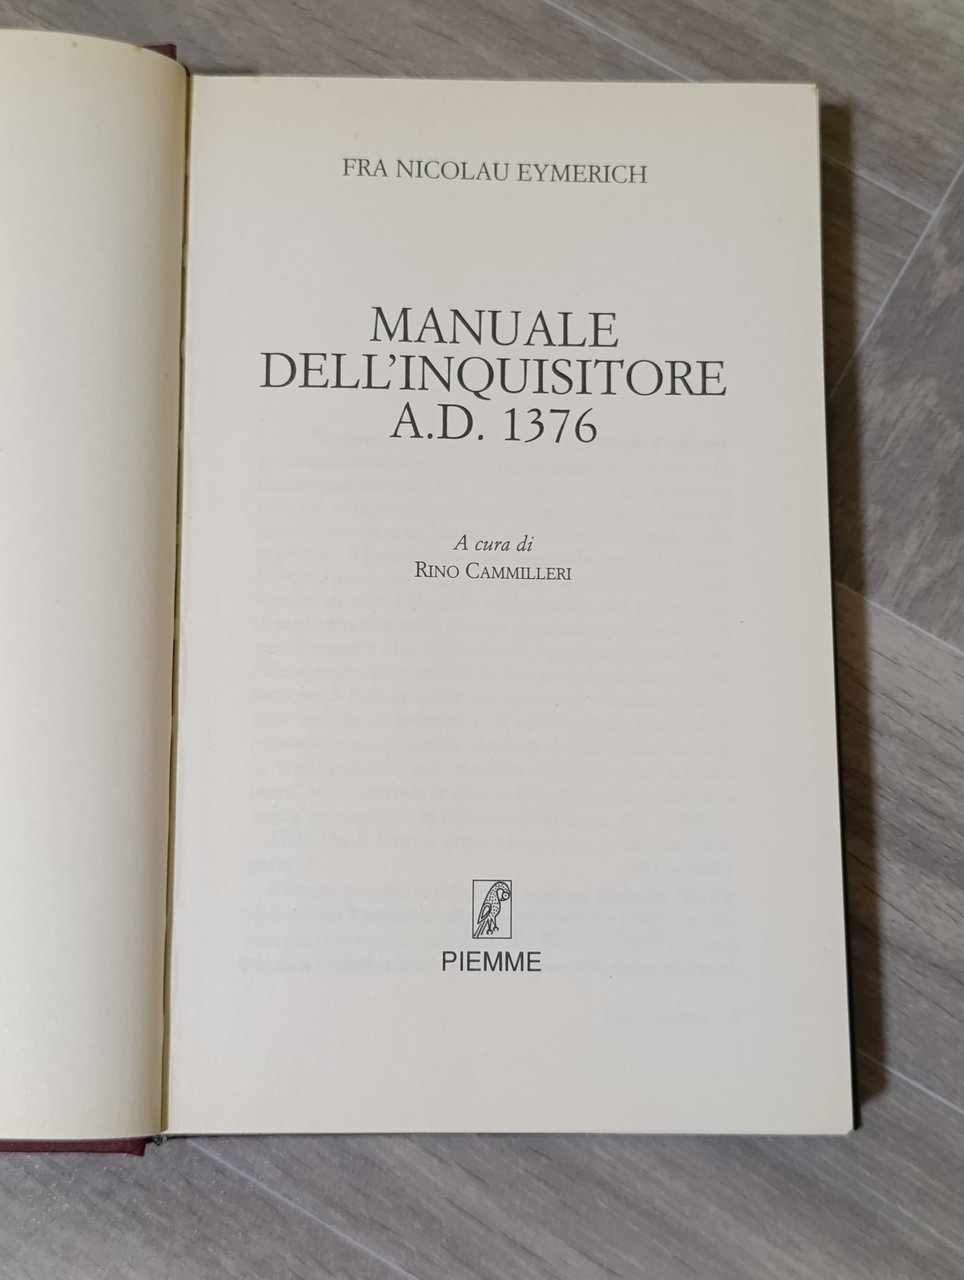 FRA NICOLAU EYMERICH
MANUALE
DELL'INQUISITORE
A.D. 1376
A cura di
RINO CAMMILLERI
PIEMME